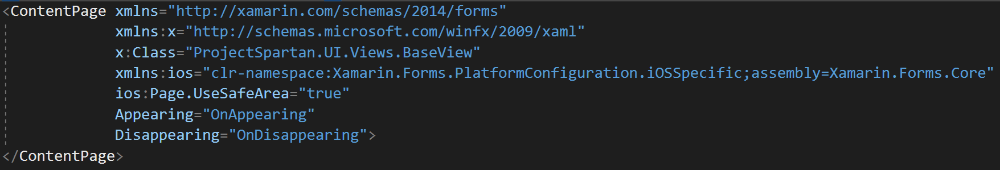 <ContentPage xmlns="http://xamarin.com/schemas/2014/forms"
xmlns:x="http://schemas.microsoft.com/winfx/2009/xaml"
x:Class="ProjectSpartan.UI.Views.BaseView"
xmlns:ios="clr-namespace:Xamarin.Forms.PlatformConfiguration.iOSSpecific;assembly=Xamarin.Forms.Core"
ios:Page.UseSafeArea="true"
Appearing="OnAppearing"
Disappearing="OnDisappearing">
</ContentPage>